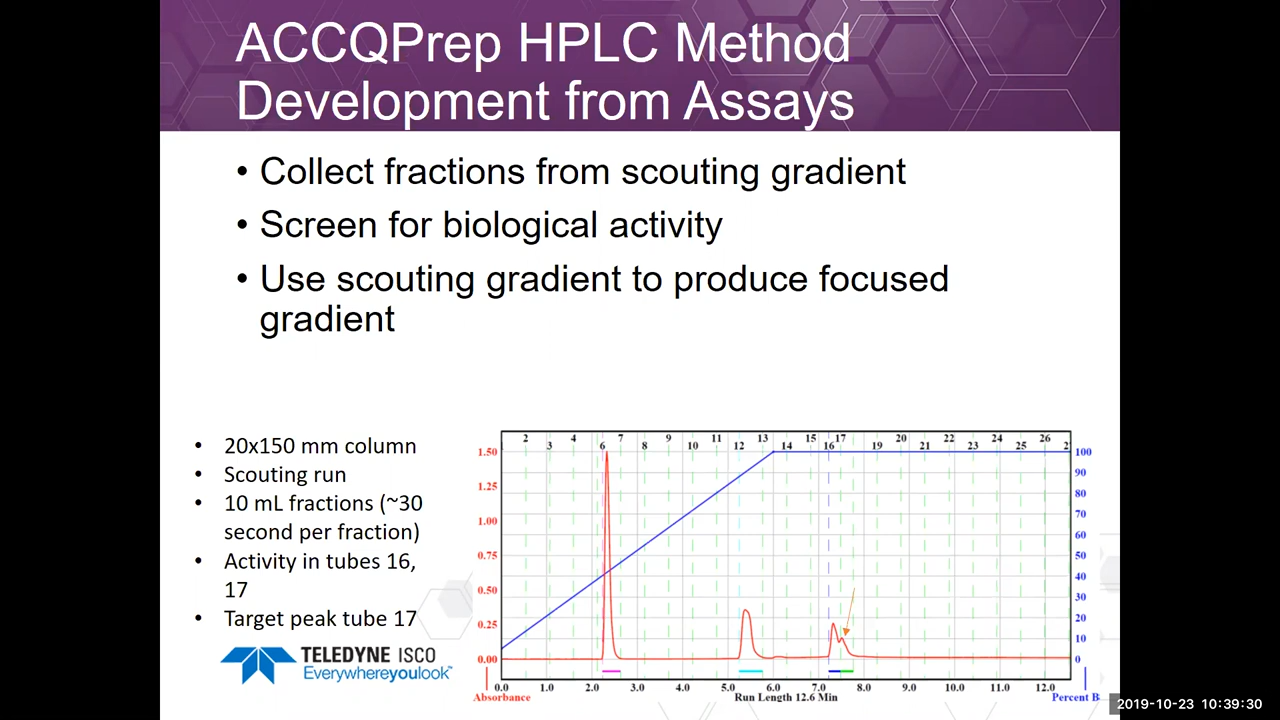 ACCQPrep HPLC Method
Development from Assays
• Collect fractions from scouting gradient
• Screen for biological activity
• Use scouting gradient to produce focused
gradient
• 20x150 mm column
• Scouting run
• 10 mL fractions (~30
second per fraction)
• Activity in tubes 16,
17
• Target peak tube 17
TELEDYNE ISCO
Everywhereyoulook™
2 4 7 9 11 13 15 17 20 22 24 26
3 6 8 10 12 14 16 19 21 23 25 2
1.50 100
90
1.25 80
70
1.00 60
0.75 50
40
0.50 30
20
0.25 10
0.00 0
0.0 1.0 2.0 3.0 4.0 5.0 6.0 7.0 8.0 9.0 10.0 11.0 12.0
Absorbance Run Length 12.6 Min Percent B
2019-10-23 10:39:30